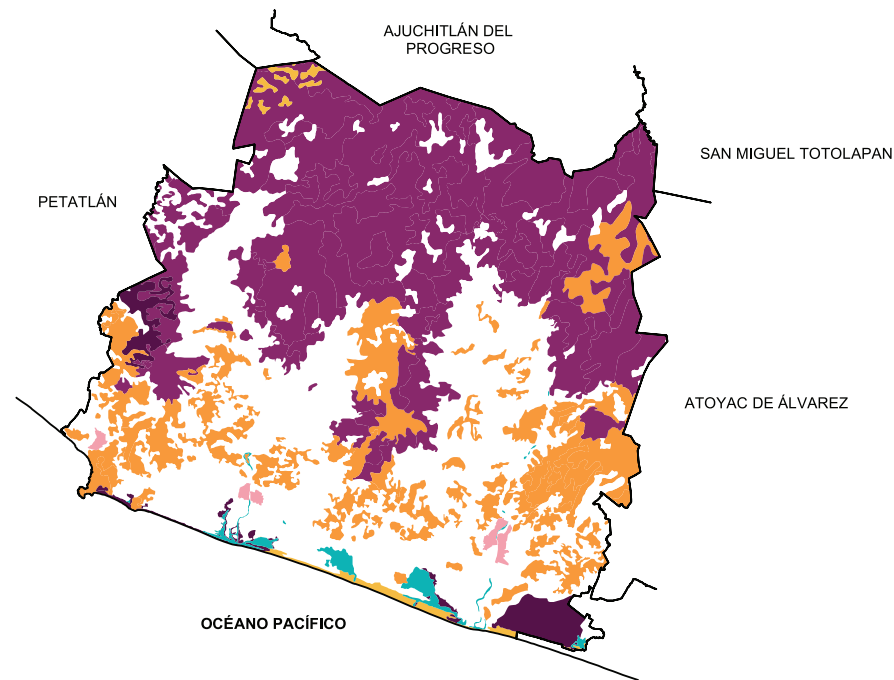 AJUCHITLÁN DEL
PROGRESO
SAN MIGUEL TOTOLAPAN
PETATLÁN
ATOYAC DE ÁLVAREZ
OCÉANO PACÍFICO